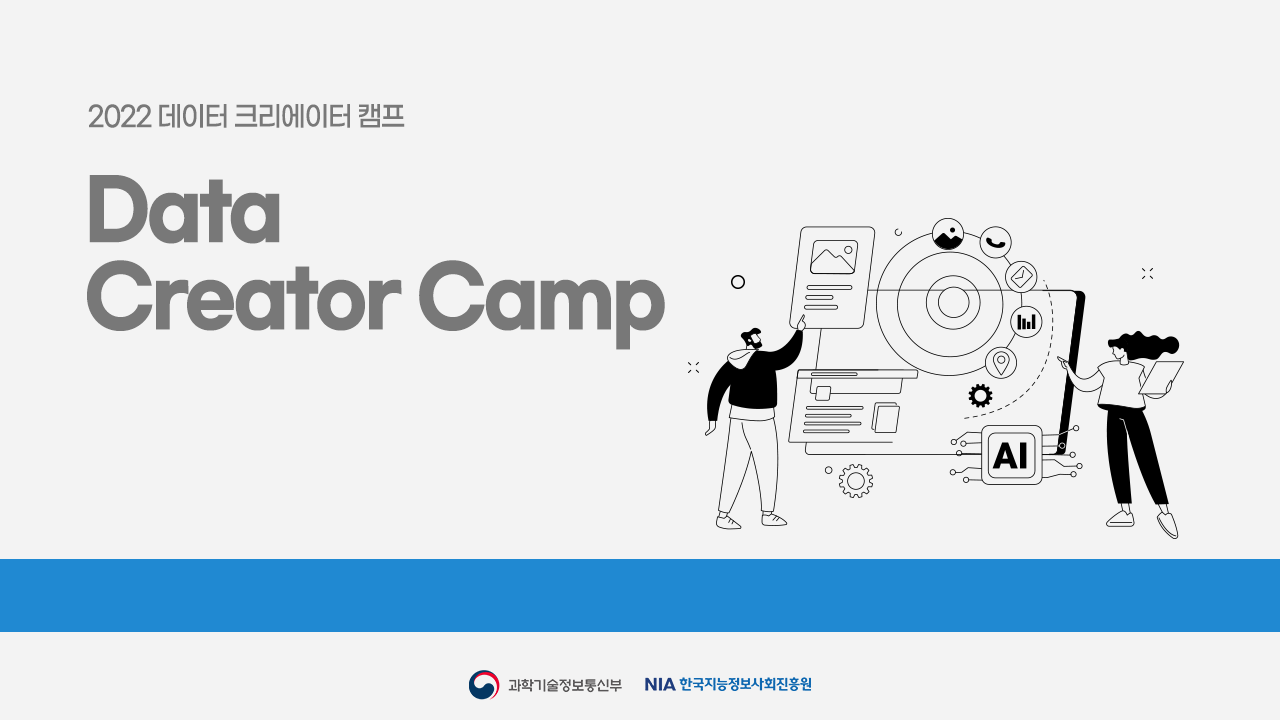 2022 데이터 크리에이터 캠프
Data
Creator Camp
AI
과학기술정보통신부
NIA 한국지능정보사회진흥원